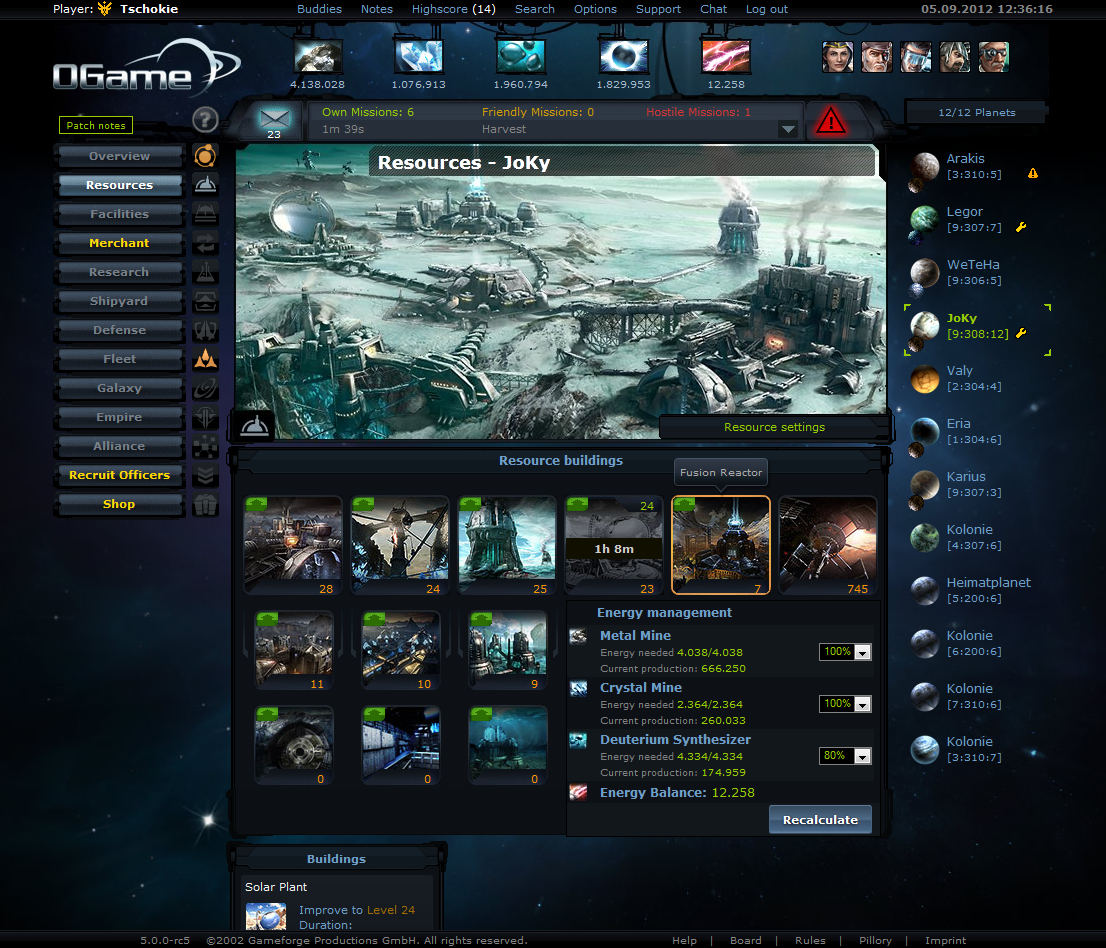 Player: Tschokie
Buddies Notes Highscore (14) Search Options Support Chat Log out
05.09.2012 12:36:16
OGame
4.138.028 1.076.913 1.960.794 1.829.953 12.258
Patch notes
?
23
Own Missions: 6 Friendly Missions: 0 Hostile Missions: 1
1m 39s Harvest
12/12 Planets
Overview
Resources
Facilities
Merchant
Research
Shipyard
Defense
Fleet
Galaxy
Empire
Alliance
Recruit Officers
Shop
Resources - JoKy
Resource settings
Resource buildings
Fusion Reactor
24
1h 8m
28 24 25 23 7 745
11 10 9
0 0 0
Energy management
Metal Mine
Energy needed 4.038/4.038
Current production: 666.250
100%
Crystal Mine
Energy needed 2.364/2.364
Current production: 260.033
100%
Deuterium Synthesizer
Energy needed 4.334/4.334
Current production: 174.959
80%
Energy Balance: 12.258
Recalculate
Arakis
[3:310:5]
Legor
[9:307:7]
WeTeHa
[9:306:5]
JoKy
[9:308:12]
Valy
[2:304:4]
Eria
[1:304:6]
Karius
[9:307:3]
Kolonie
[4:307:6]
Heimatplanet
[5:200:6]
Kolonie
[6:200:6]
Kolonie
[7:310:6]
Kolonie
[3:310:7]
Buildings
Solar Plant
Improve to Level 24
Duration:
5.0.0-rc5 ©2002 Gameforge Productions GmbH. All rights reserved.
Help | Board | Rules | Pillory | Imprint